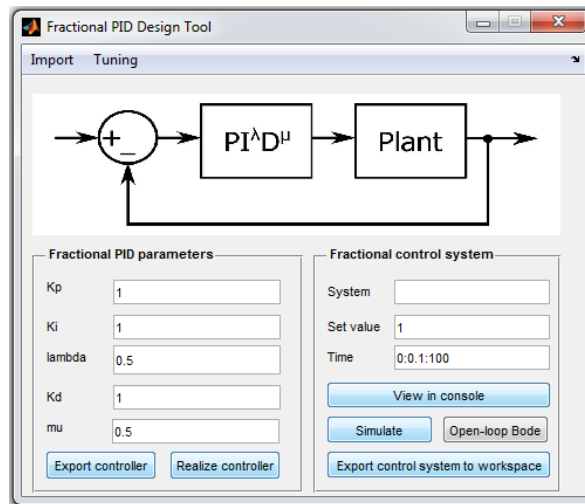 Fractional PID Design Tool
Import Tuning
+
−
PI^λD^μ
Plant
Fractional PID parameters
Kp 1
Ki 1
lambda 0.5
Kd 1
mu 0.5
Export controller Realize controller
Fractional control system
System
Set value 1
Time 0:0.1:100
View in console
Simulate Open-loop Bode
Export control system to workspace